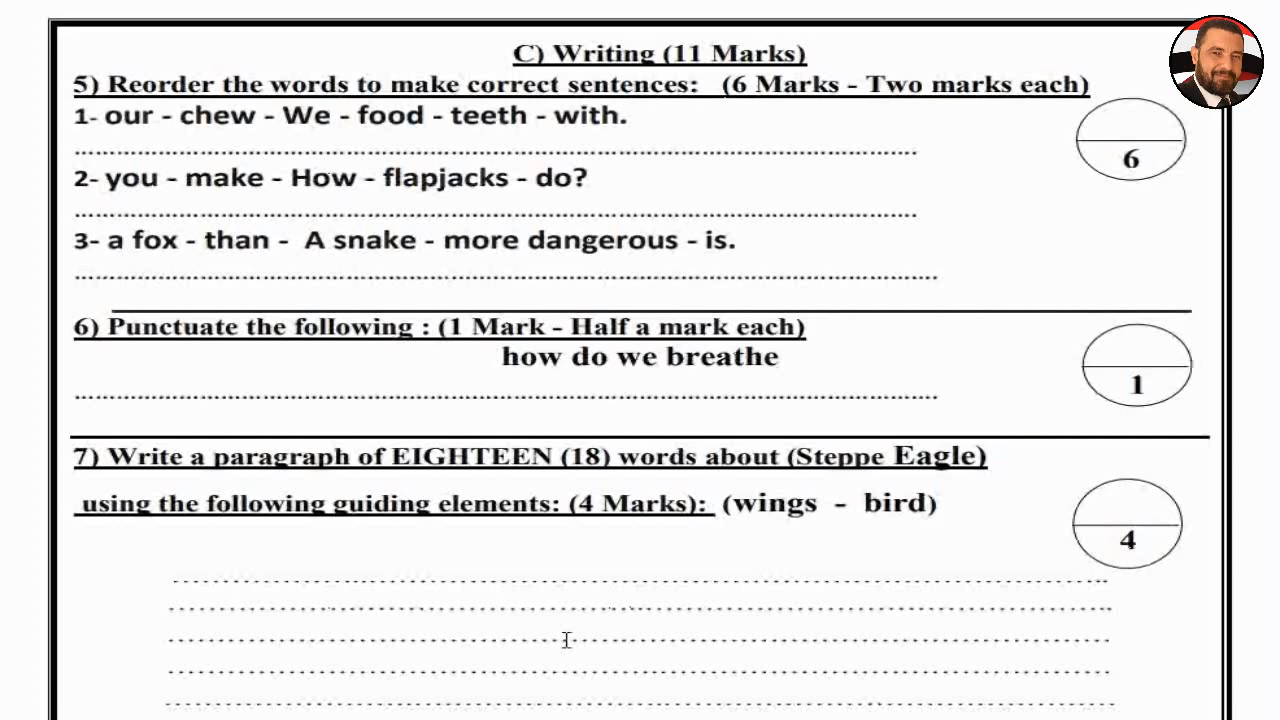 C) Writing (11 Marks)
5) Reorder the words to make correct sentences: (6 Marks - Two marks each)
1- our - chew - We - food - teeth - with.
................................................................................................
6
2- you - make - How - flapjacks - do?
................................................................................................
3- a fox - than - A snake - more dangerous - is.
................................................................................................
6) Punctuate the following : (1 Mark - Half a mark each)
how do we breathe
1
................................................................................................
7) Write a paragraph of EIGHTEEN (18) words about (Steppe Eagle)
using the following guiding elements: (4 Marks): (wings - bird)
4
................................................................................................
................................................................................................
................................................................................................
................................................................................................
................................................................................................